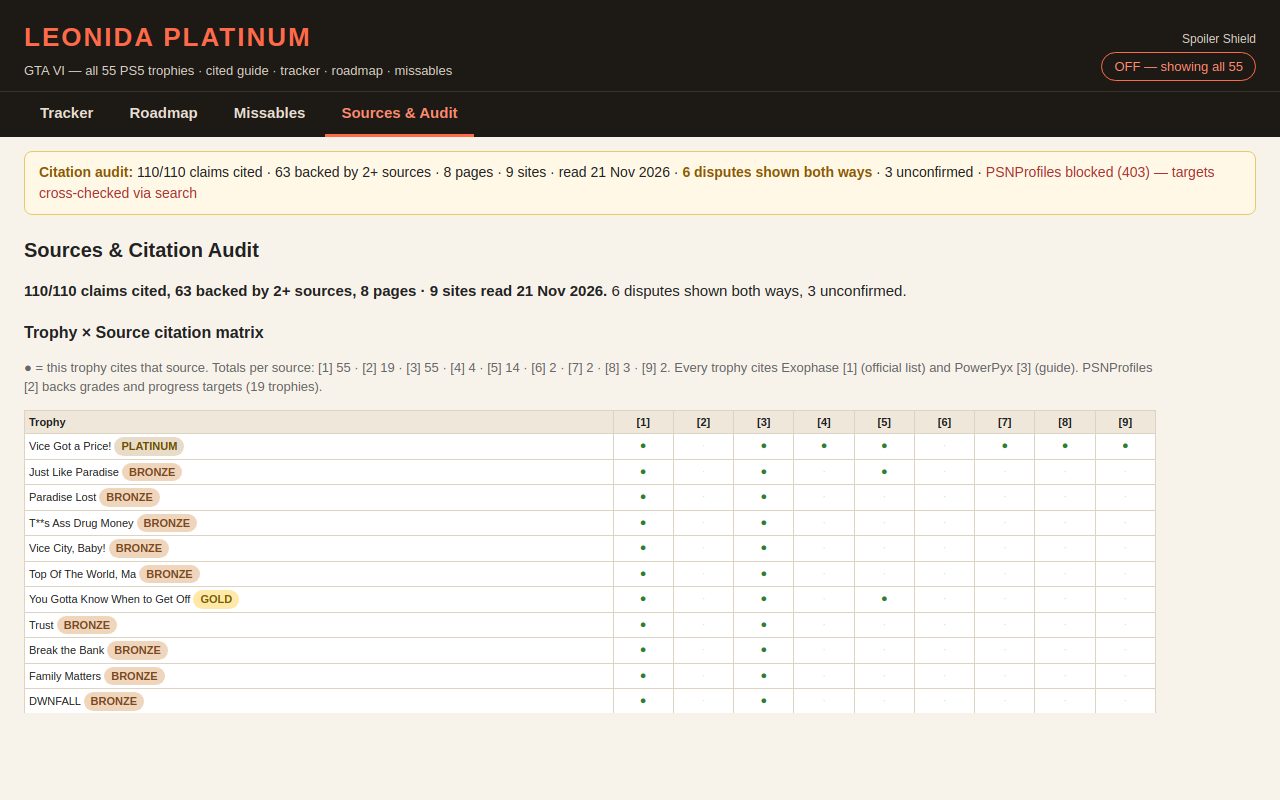 LEONIDA PLATINUM
GTA VI — all 55 PS5 trophies · cited guide · tracker · roadmap · missables
Spoiler Shield
OFF — showing all 55
Tracker Roadmap Missables Sources & Audit
Citation audit: 110/110 claims cited · 63 backed by 2+ sources · 8 pages · 9 sites · read 21 Nov 2026 · 6 disputes shown both ways · 3 unconfirmed · PSNProfiles blocked (403) — targets
cross-checked via search
Sources & Citation Audit
110/110 claims cited, 63 backed by 2+ sources, 8 pages · 9 sites read 21 Nov 2026. 6 disputes shown both ways, 3 unconfirmed.
Trophy × Source citation matrix
● = this trophy cites that source. Totals per source: [1] 55 · [2] 19 · [3] 55 · [4] 4 · [5] 14 · [6] 2 · [7] 2 · [8] 3 · [9] 2. Every trophy cites Exophase [1] (official list) and PowerPyx [3] (guide). PSNProfiles
[2] backs grades and progress targets (19 trophies).
Trophy [1] [2] [3] [4] [5] [6] [7] [8] [9]
Vice Got a Price! PLATINUM ● · ● ● ● · ● ● ●
Just Like Paradise BRONZE ● · ● · ● · · · ·
Paradise Lost BRONZE ● · ● · · · · · ·
T**s Ass Drug Money BRONZE ● · ● · · · · · ·
Vice City, Baby! BRONZE ● · ● · · · · · ·
Top Of The World, Ma BRONZE ● · ● · · · · · ·
You Gotta Know When to Get Off GOLD ● · ● · ● · · · ·
Trust BRONZE ● · ● · · · · · ·
Break the Bank BRONZE ● · ● · · · · · ·
Family Matters BRONZE ● · ● · · · · · ·
DWNFALL BRONZE ● · ● · · · · · ·